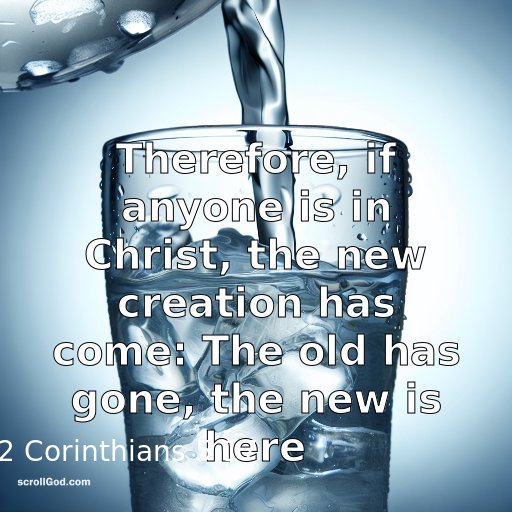 Therefore, if
anyone is in
Christ, the new
creation has
come: The old has
gone, the new is
here
2 Corinthians
scrollGod.com